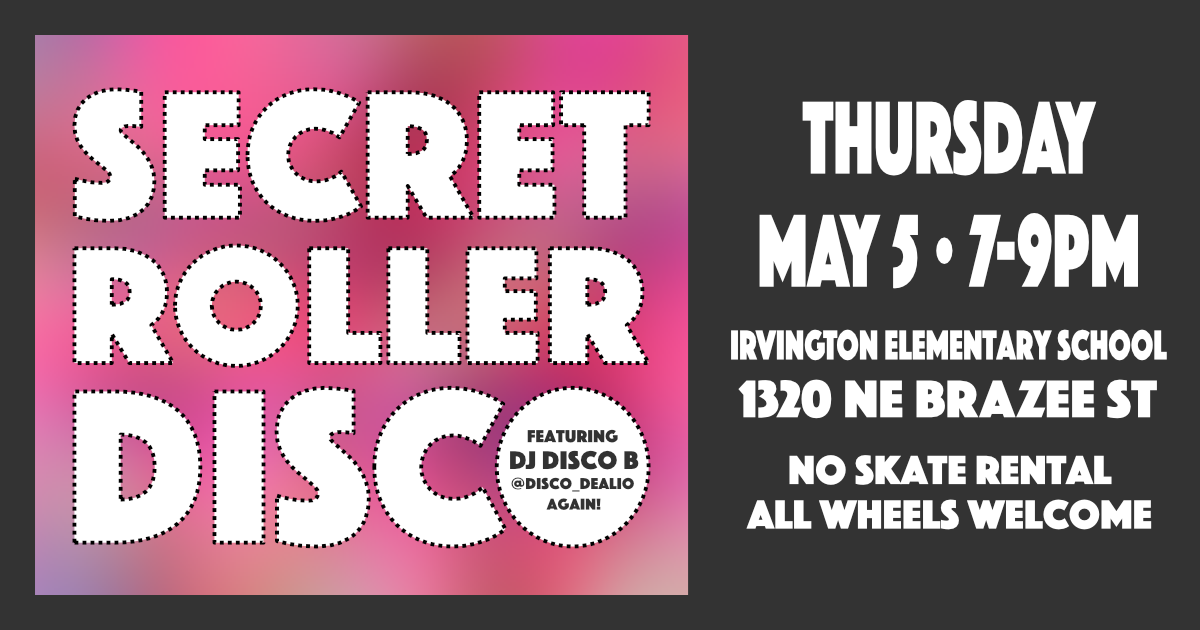 SECRET
ROLLER
DISCO
FEATURING
DJ DISCO B
@DISCO_DEALIO
AGAIN!
THURSDAY
MAY 5 • 7-9PM
IRVINGTON ELEMENTARY SCHOOL
1320 NE BRAZEE ST
NO SKATE RENTAL
ALL WHEELS WELCOME